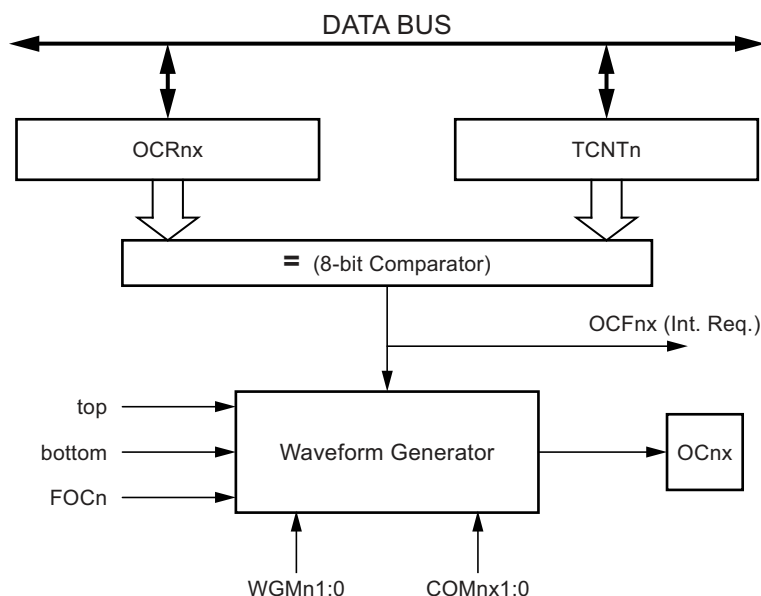 DATA BUS
OCRnx
TCNTn
= (8-bit Comparator)
OCFnx (Int. Req.)
top
bottom
FOCn
Waveform Generator
OCnx
WGMn1:0
COMnx1:0